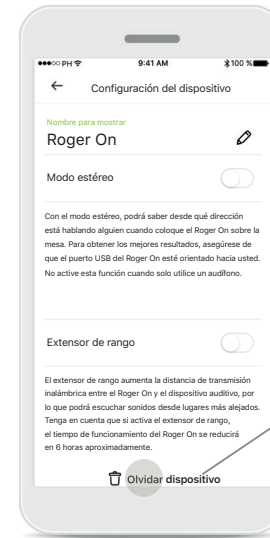 ●●●○○ PH 9:41 AM 100 %
Configuración del dispositivo
Nombre para mostrar
Roger On
Modo estéreo
Con el modo estéreo, podrá saber desde qué dirección
está hablando alguien cuando coloque el Roger On sobre la
mesa. Para obtener los mejores resultados, asegúrese de
que el puerto USB del Roger On esté orientado hacia usted.
No active esta función cuando solo utilice un audífono.
Extensor de rango
El extensor de rango aumenta la distancia de transmisión
inalámbrica entre el Roger On y el dispositivo auditivo, por
lo que podrá escuchar sonidos desde lugares más alejados.
Tenga en cuenta que si activa el extensor de rango,
el tiempo de funcionamiento del Roger On se reducirá
en 6 horas aproximadamente.
Olvidar dispositivo